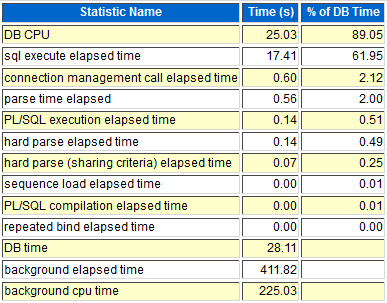 Statistic Name Time (s) % of DB Time
DB CPU 25.03 89.05
sql execute elapsed time 17.41 61.95
connection management call elapsed time 0.60 2.12
parse time elapsed 0.56 2.00
PL/SQL execution elapsed time 0.14 0.51
hard parse elapsed time 0.14 0.49
hard parse (sharing criteria) elapsed time 0.07 0.25
sequence load elapsed time 0.00 0.01
PL/SQL compilation elapsed time 0.00 0.01
repeated bind elapsed time 0.00 0.00
DB time 28.11
background elapsed time 411.82
background cpu time 225.03